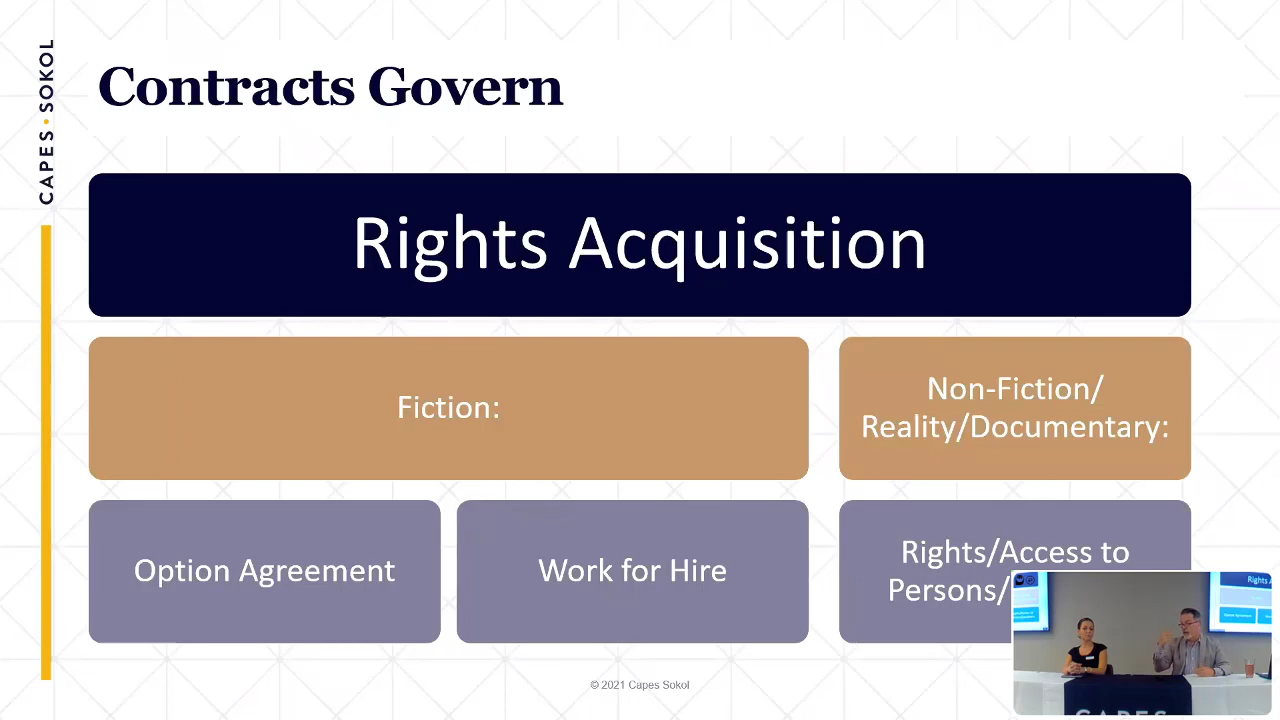 CAPES • SOKOL
Contracts Govern
Rights Acquisition
Fiction:
Non-Fiction/
Reality/Documentary:
Option Agreement
Work for Hire
Rights/Access to
Persons/
© 2021 Capes Sokol
CAPES